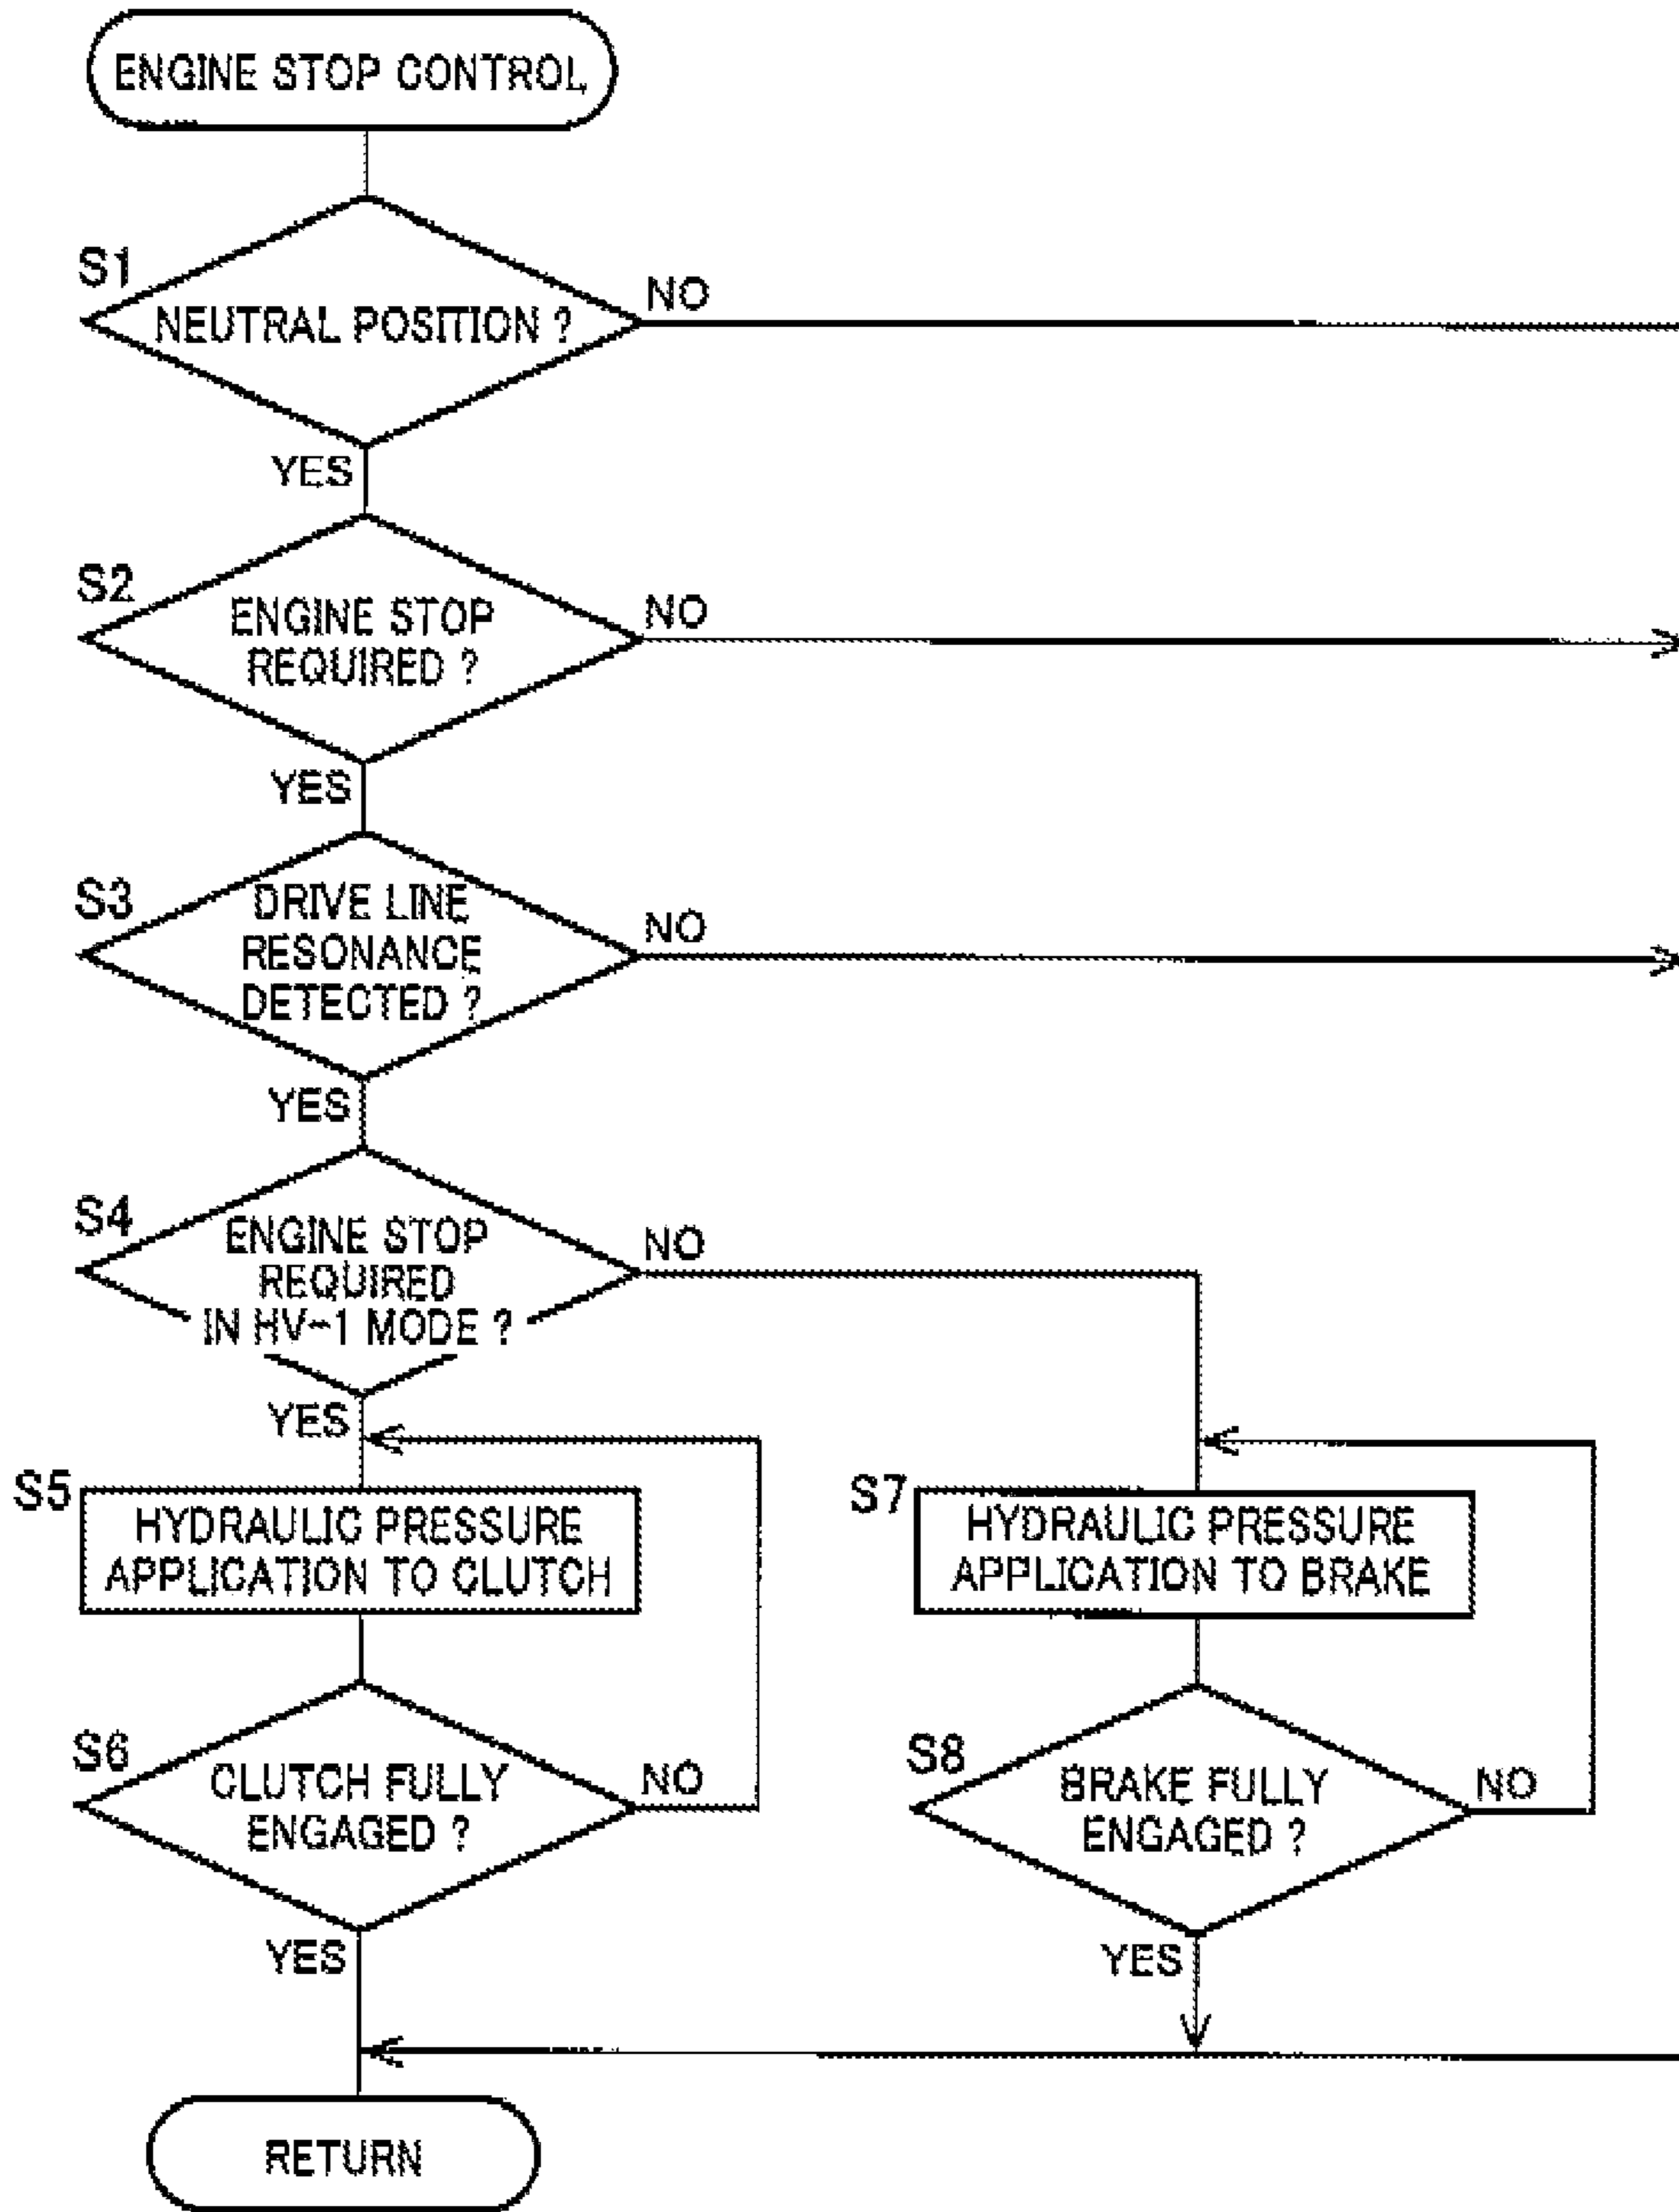 ENGINE STOP CONTROL
S1
NEUTRAL POSITION ?
NO
YES
S2
ENGINE STOP
REQUIRED ?
NO
YES
S3
DRIVE LINE
RESONANCE
DETECTED ?
NO
YES
S4
ENGINE STOP
REQUIRED
IN HV-1 MODE ?
NO
YES
S5
HYDRAULIC PRESSURE
APPLICATION TO CLUTCH
S7
HYDRAULIC PRESSURE
APPLICATION TO BRAKE
S6
CLUTCH FULLY
ENGAGED ?
NO
YES
S8
BRAKE FULLY
ENGAGED ?
NO
YES
RETURN